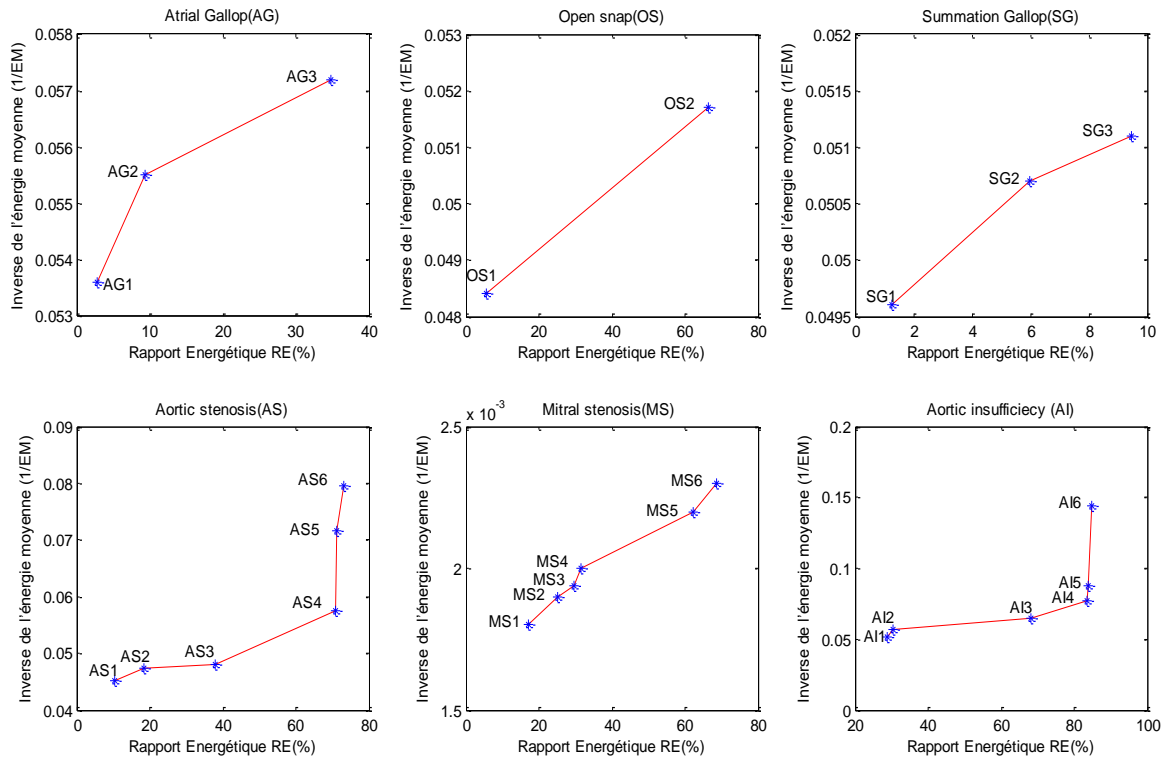 Atrial Gallop(AG)
Inverse de l'énergie moyenne (1/EM)
0.058
0.057
0.056
0.055
0.054
0.053
AG3
AG2
AG1
0 10 20 30 40
Rapport Energétique RE(%)
Open snap(OS)
Inverse de l'énergie moyenne (1/EM)
0.053
0.052
0.051
0.05
0.049
0.048
OS2
OS1
0 20 40 60 80
Rapport Energétique RE(%)
Summation Gallop(SG)
Inverse de l'énergie moyenne (1/EM)
0.052
0.0515
0.051
0.0505
0.05
0.0495
SG3
SG2
SG1
0 2 4 6 8 10
Rapport Energétique RE(%)
Aortic stenosis(AS)
Inverse de l'énergie moyenne (1/EM)
0.09
0.08
0.07
0.06
0.05
0.04
AS6
AS5
AS4
AS3
AS2
AS1
0 20 40 60 80
Rapport Energétique RE(%)
Mitral stenosis(MS)
x 10⁻³
Inverse de l'énergie moyenne (1/EM)
2.5
2
1.5
MS6
MS5
MS4
MS3
MS2
MS1
0 20 40 60 80
Rapport Energétique RE(%)
Aortic insufficiecy (AI)
Inverse de l'énergie moyenne (1/EM)
0.2
0.15
0.1
0.05
0
AI6
AI5
AI4
AI3
AI2
AI1
20 40 60 80 100
Rapport Energétique RE(%)